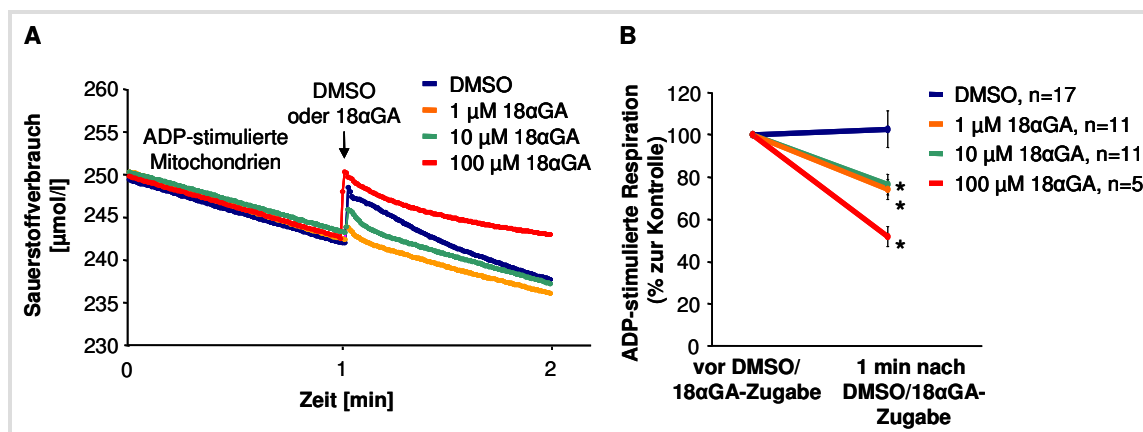 A
Sauerstoffverbrauch
[µmol/l]
260
255
250
245
240
235
230
ADP-stimulierte
Mitochondrien
DMSO
oder 18αGA
DMSO
1 µM 18αGA
10 µM 18αGA
100 µM 18αGA
0
1
2
Zeit [min]
B
ADP-stimulierte Respiration
(% zur Kontrolle)
120
100
80
60
40
20
0
DMSO, n=17
1 µM 18αGA, n=11
10 µM 18αGA, n=11
100 µM 18αGA, n=5
*
*
*
vor DMSO/
18αGA-Zugabe
1 min nach
DMSO/18αGA-
Zugabe